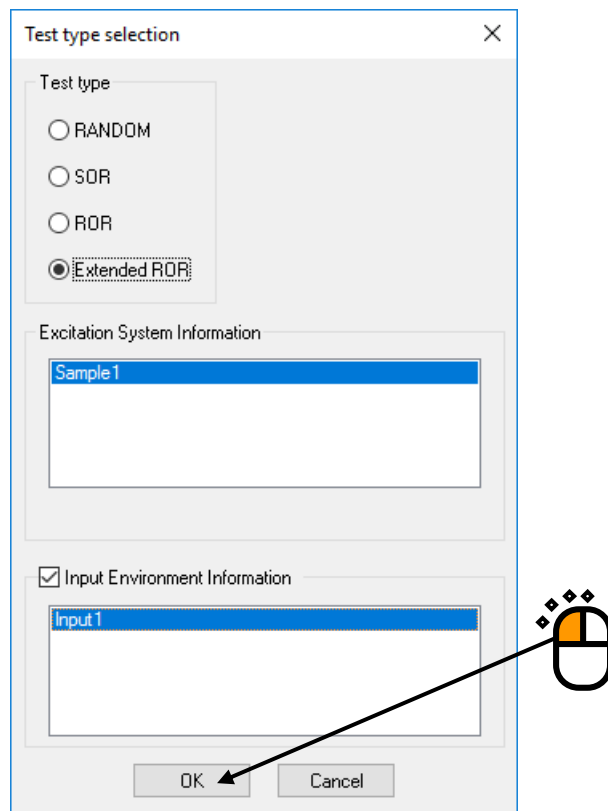 Test type selection
Test type
RANDOM
SOR
ROR
Extended ROR
Excitation System Information
Sample1
Input Environment Information
Input1
OK
Cancel